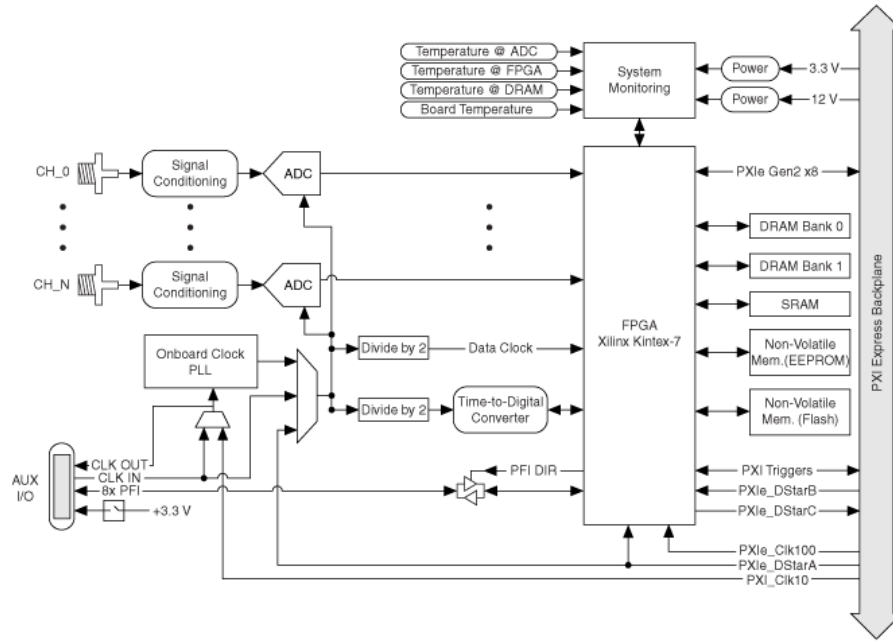 Temperature @ ADC
Temperature @ FPGA
Temperature @ DRAM
Board Temperature
System
Monitoring
Power
3.3 V
Power
12 V
CH_0
Signal
Conditioning
ADC
PXIe Gen2 x8
DRAM Bank 0
DRAM Bank 1
CH_N
Signal
Conditioning
ADC
SRAM
FPGA
Xilinx Kintex-7
Onboard Clock
PLL
Divide by 2
Data Clock
Non-Volatile
Mem.(EEPROM)
Divide by 2
Time-to-Digital
Converter
Non-Volatile
Mem. (Flash)
PXI Express Backplane
AUX
I/O
CLK OUT
CLK IN
8x PFI
+3.3 V
PFI DIR
PXI Triggers
PXIe_DStarB
PXIe_DStarC
PXIe_Clk100
PXIe_DStarA
PXI_Clk10